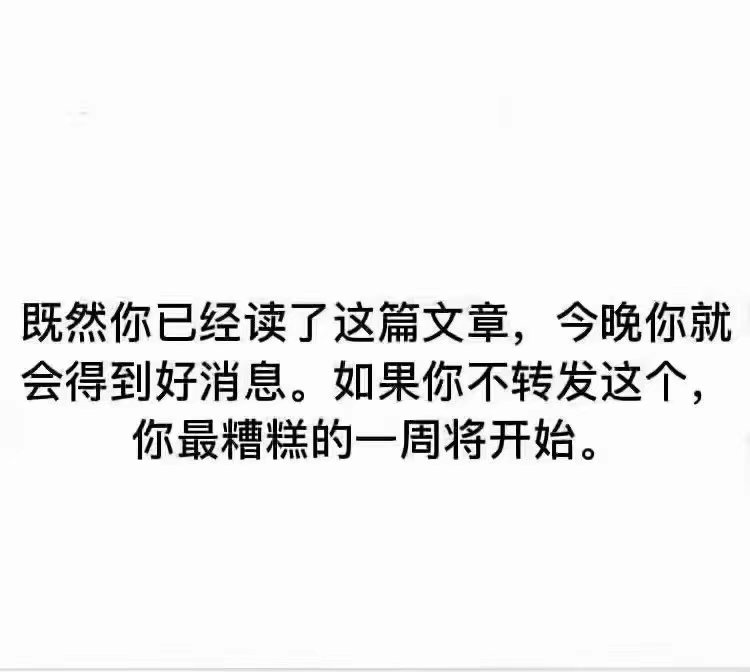 既然你已经读了这篇文章，今晚你就
会得到好消息。如果你不转发这个，
你最糟糕的一周将开始。